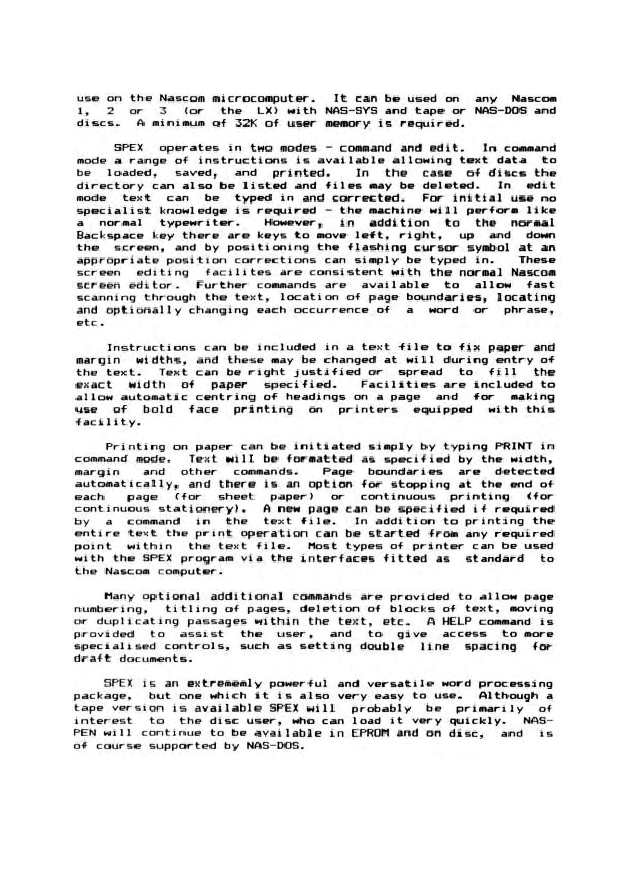 use on the Nascom microcomputer. It can be used on any Nascom
1, 2 or 3 (or the LX) with NAS-SYS and tape or NAS-DOS and
discs. A minimum of 32K of user memory is required.
SPEX operates in two modes - command and edit. In command
mode a range of instructions is available allowing text data to
be loaded, saved, and printed. In the case of discs the
directory can also be listed and files may be deleted. In edit
mode text can be typed in and corrected. For initial use no
specialist knowledge is required - the machine will perform like
a normal typewriter. However, in addition to the normal
Backspace key there are keys to move left, right, up and down
the screen, and by positioning the flashing cursor symbol at an
appropriate position corrections can simply be typed in. These
screen editing facilites are consistent with the normal Nascom
screen editor. Further commands are available to allow fast
scanning through the text, location of page boundaries, locating
and optionally changing each occurrence of a word or phrase,
etc.
Instructions can be included in a text file to fix paper and
margin widths, and these may be changed at will during entry of
the text. Text can be right justified or spread to fill the
exact width of paper specified. Facilities are included to
allow automatic centring of headings on a page and for making
use of bold face printing on printers equipped with this
facility.
Printing on paper can be initiated simply by typing PRINT in
command mode. Text will be formatted as specified by the width,
margin and other commands. Page boundaries are detected
automatically, and there is an option for stopping at the end of
each page (for sheet paper) or continuous printing (for
continuous stationery). A new page can be specified if required
by a command in the text file. In addition to printing the
entire text the print operation can be started from any required
point within the text file. Most types of printer can be used
with the SPEX program via the interfaces fitted as standard to
the Nascom computer.
Many optional additional commands are provided to allow page
numbering, titling of pages, deletion of blocks of text, moving
or duplicating passages within the text, etc. A HELP command is
provided to assist the user, and to give access to more
specialised controls, such as setting double line spacing for
draft documents.
SPEX is an extrememly powerful and versatile word processing
package, but one which it is also very easy to use. Although a
tape version is available SPEX will probably be primarily of
interest to the disc user, who can load it very quickly. NAS-
PEN will continue to be available in EPROM and on disc, and is
of course supported by NAS-DOS.